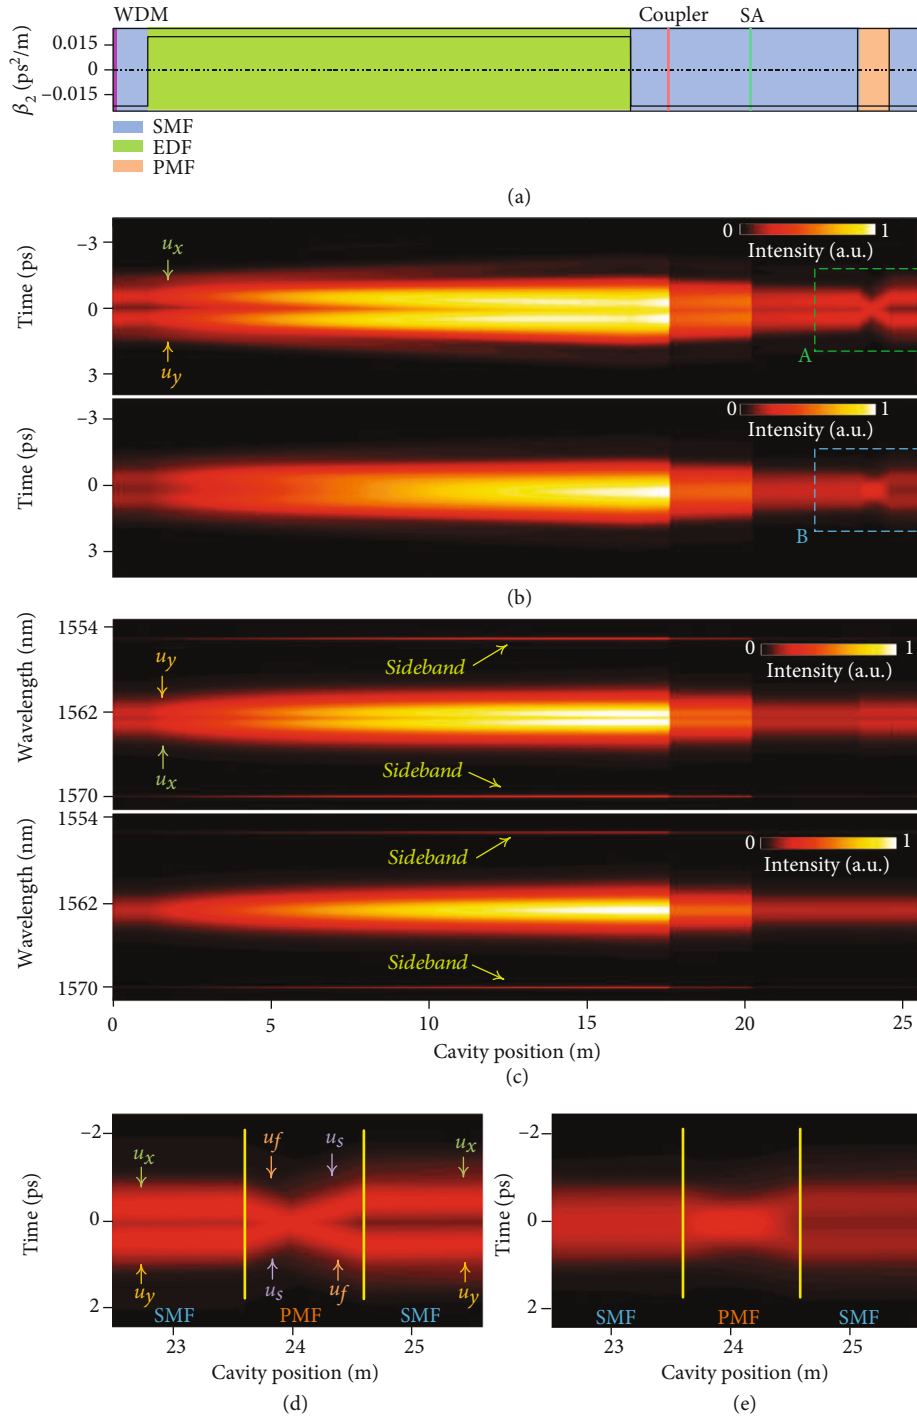 WDM Coupler SA
β2 (ps²/m)
0.015
0
−0.015
SMF
EDF
PMF
(a)
Time (ps)
−3
0
3
ux
uy
0 1
Intensity (a.u.)
A
Time (ps)
−3
0
3
0 1
Intensity (a.u.)
B
(b)
Wavelength (nm)
1554
1562
1570
uy
ux
Sideband
Sideband
0 1
Intensity (a.u.)
Wavelength (nm)
1554
1562
1570
Sideband
Sideband
0 1
Intensity (a.u.)
0 5 10 15 20 25
Cavity position (m)
(c)
Time (ps)
−2
0
2
ux uf us ux
uy us uf uy
SMF PMF SMF
23 24 25
Cavity position (m)
(d)
Time (ps)
−2
0
2
SMF PMF SMF
23 24 25
Cavity position (m)
(e)